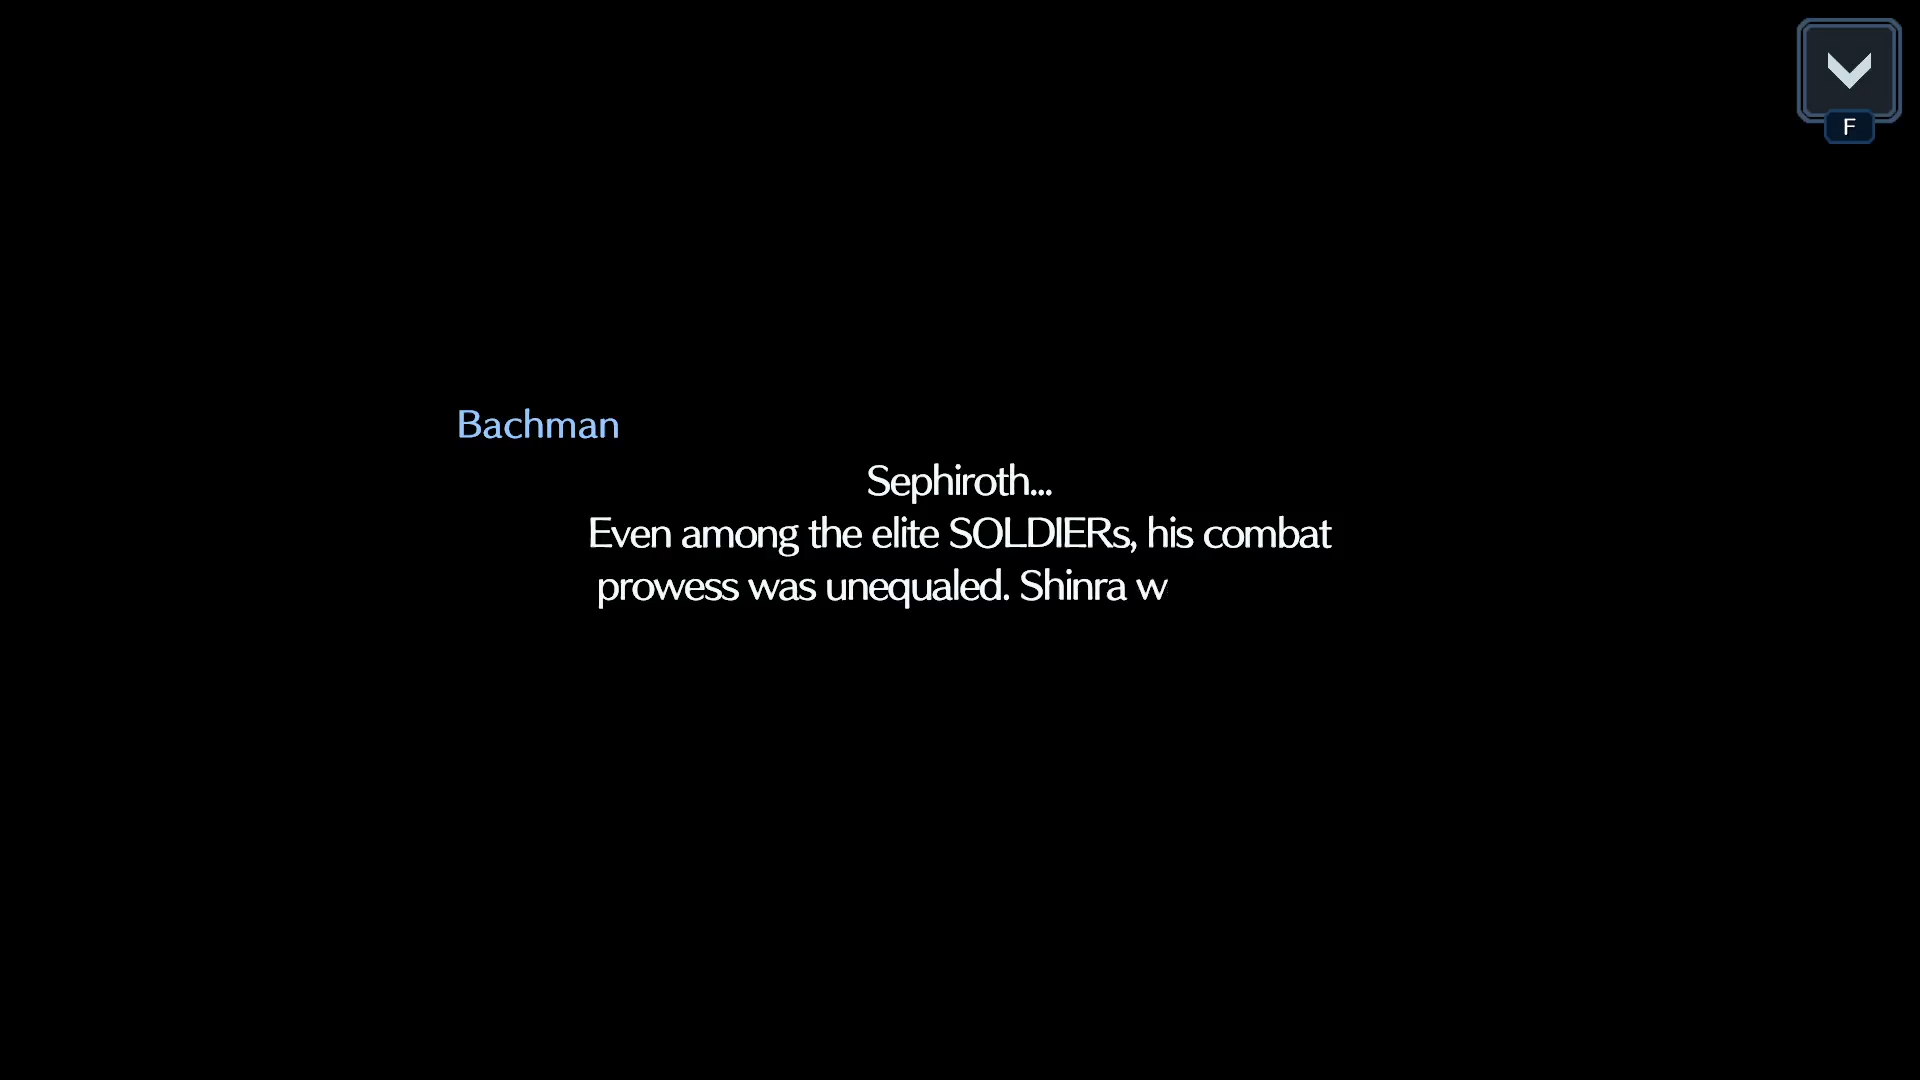 F
Bachman
Sephiroth...
Even among the elite SOLDIERs, his combat
prowess was unequaled. Shinra w